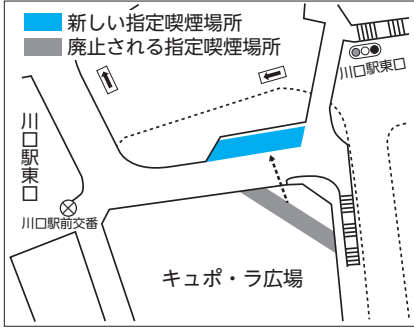 新しい指定喫煙場所
廃止される指定喫煙場所
川口駅東口
川口駅東口
川口駅前交番
キュポ・ラ広場